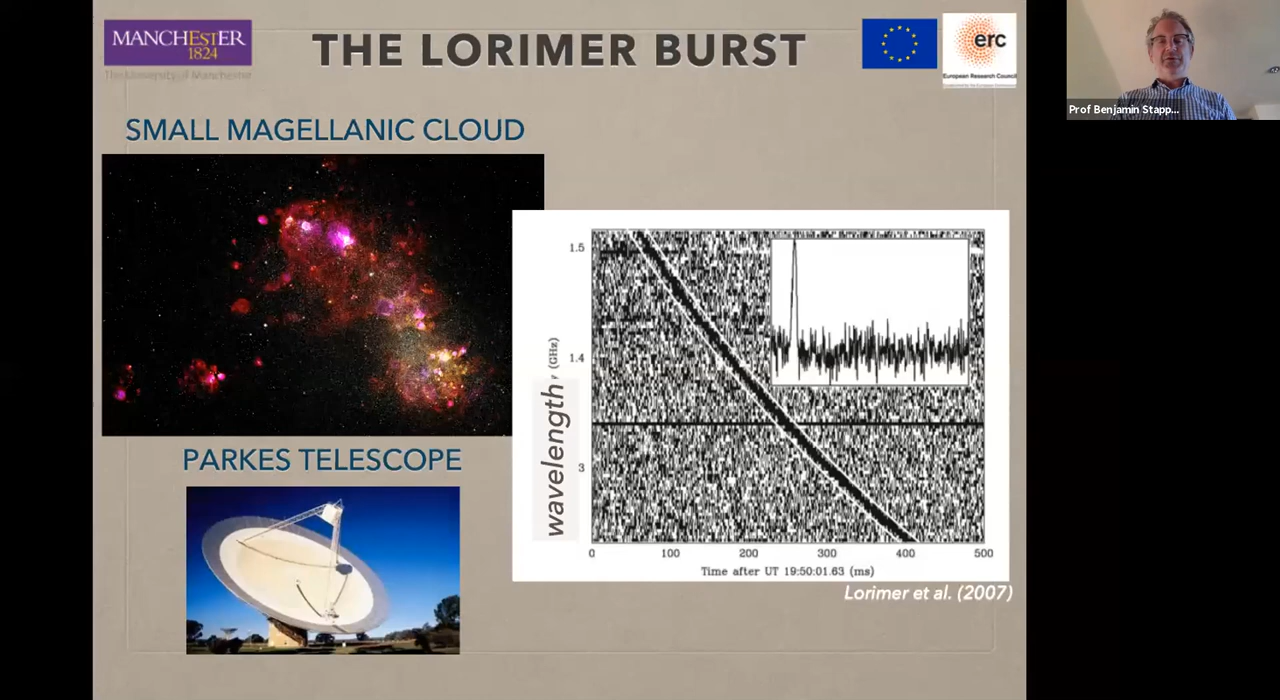 MANCHESTER
1824
The University of Manchester
THE LORIMER BURST
erc
European Research Council
Prof Benjamin Stapp...
SMALL MAGELLANIC CLOUD
PARKES TELESCOPE
1.5
1.4
3
wavelength
(GHz)
0 100 200 300 400 500
Time after UT 19:50:01.63 (ms)
Lorimer et al. (2007)